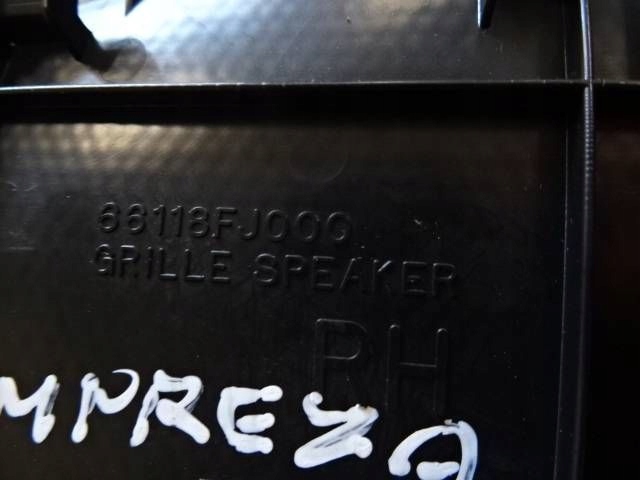 66118FJ000
GRILLE SPEAKER
RH
MPREZA